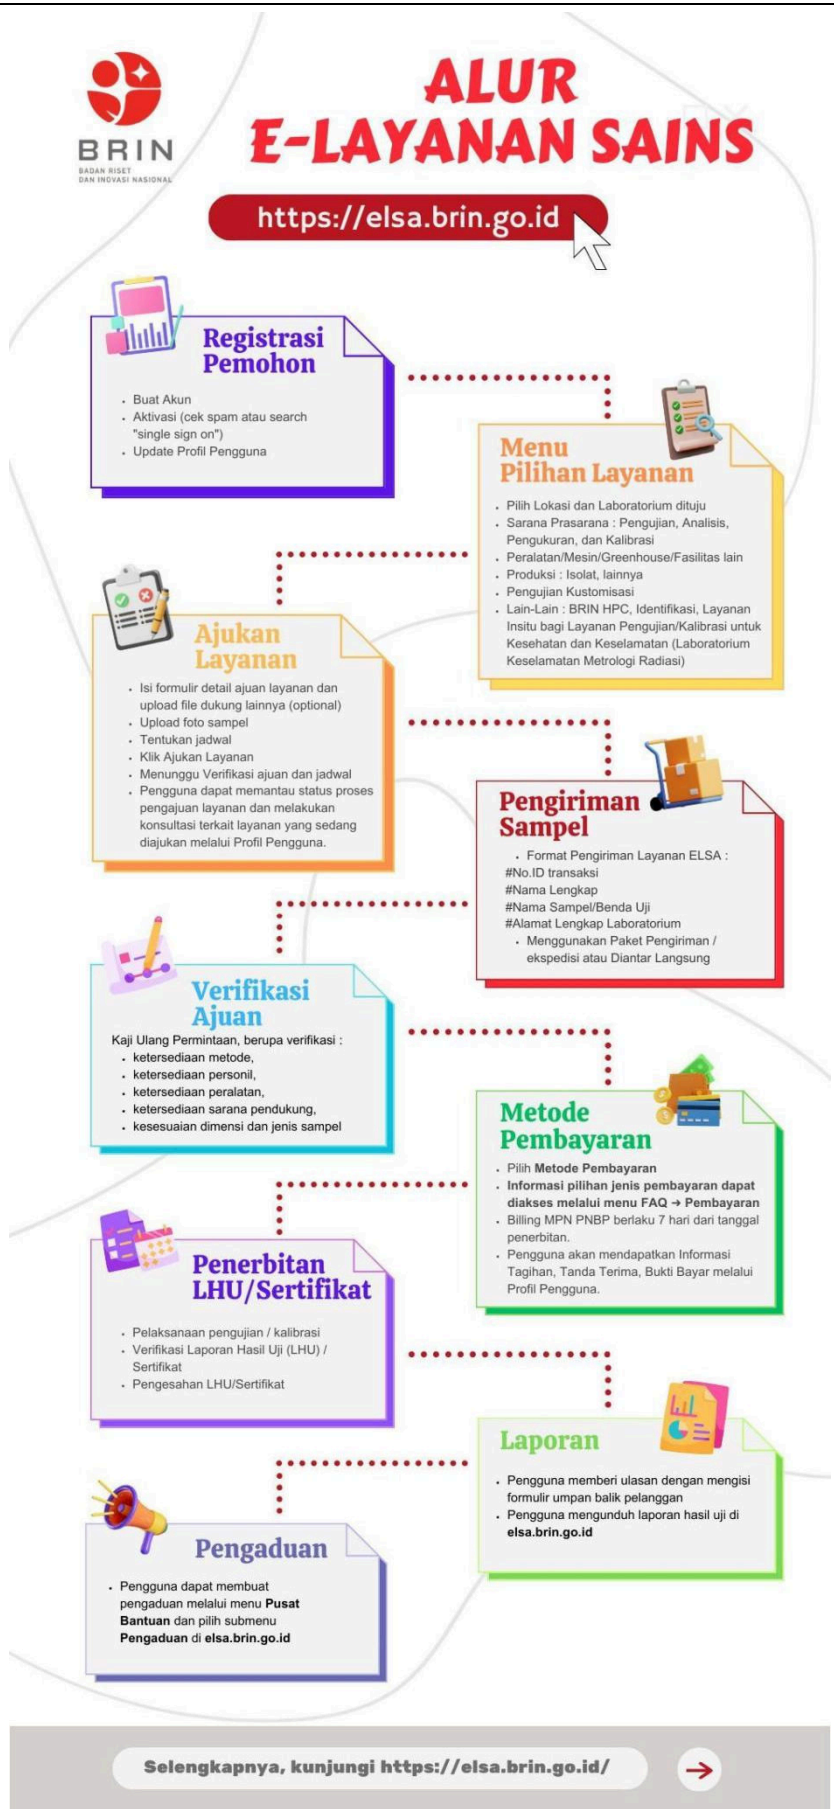 BRIN
BADAN RISET
DAN INOVASI NASIONAL
ALUR
E-LAYANAN SAINS
https://elsa.brin.go.id
Registrasi
Pemohon
• Buat Akun
• Aktivasi (cek spam atau search
"single sign on")
• Update Profil Pengguna
Menu
Pilihan Layanan
• Pilih Lokasi dan Laboratorium dituju
• Sarana Prasarana : Pengujian, Analisis,
Pengukuran, dan Kalibrasi
• Peralatan/Mesin/Greenhouse/Fasilitas lain
• Produksi : Isolat, lainnya
• Pengujian Kustomisasi
• Lain-Lain : BRIN HPC, Identifikasi, Layanan
Insitu bagi Layanan Pengujian/Kalibrasi untuk
Kesehatan dan Keselamatan (Laboratorium
Keselamatan Metrologi Radiasi)
Ajukan
Layanan
• Isi formulir detail ajuan layanan dan
upload file dukung lainnya (optional)
• Upload foto sampel
• Tentukan jadwal
• Klik Ajukan Layanan
• Menunggu Verifikasi ajuan dan jadwal
• Pengguna dapat memantau status proses
pengajuan layanan dan melakukan
konsultasi terkait layanan yang sedang
diajukan melalui Profil Pengguna.
Pengiriman
Sampel
• Format Pengiriman Layanan ELSA :
#No.ID transaksi
#Nama Lengkap
#Nama Sampel/Benda Uji
#Alamat Lengkap Laboratorium
• Menggunakan Paket Pengiriman /
ekspedisi atau Diantar Langsung
Verifikasi
Ajuan
Kaji Ulang Permintaan, berupa verifikasi :
• ketersediaan metode,
• ketersediaan personil,
• ketersediaan peralatan,
• ketersediaan sarana pendukung,
• kesesuaian dimensi dan jenis sampel
Metode
Pembayaran
• Pilih Metode Pembayaran
• Informasi pilihan jenis pembayaran dapat
diakses melalui menu FAQ → Pembayaran
• Billing MPN PNBP berlaku 7 hari dari tanggal
penerbitan.
• Pengguna akan mendapatkan Informasi
Tagihan, Tanda Terima, Bukti Bayar melalui
Profil Pengguna.
Penerbitan
LHU/Sertifikat
• Pelaksanaan pengujian / kalibrasi
• Verifikasi Laporan Hasil Uji (LHU) /
Sertifikat
• Pengesahan LHU/Sertifikat
Laporan
• Pengguna memberi ulasan dengan mengisi
formulir umpan balik pelanggan
• Pengguna mengunduh laporan hasil uji di
elsa.brin.go.id
Pengaduan
• Pengguna dapat membuat
pengaduan melalui menu Pusat
Bantuan dan pilih submenu
Pengaduan di elsa.brin.go.id
Selengkapnya, kunjungi https://elsa.brin.go.id/